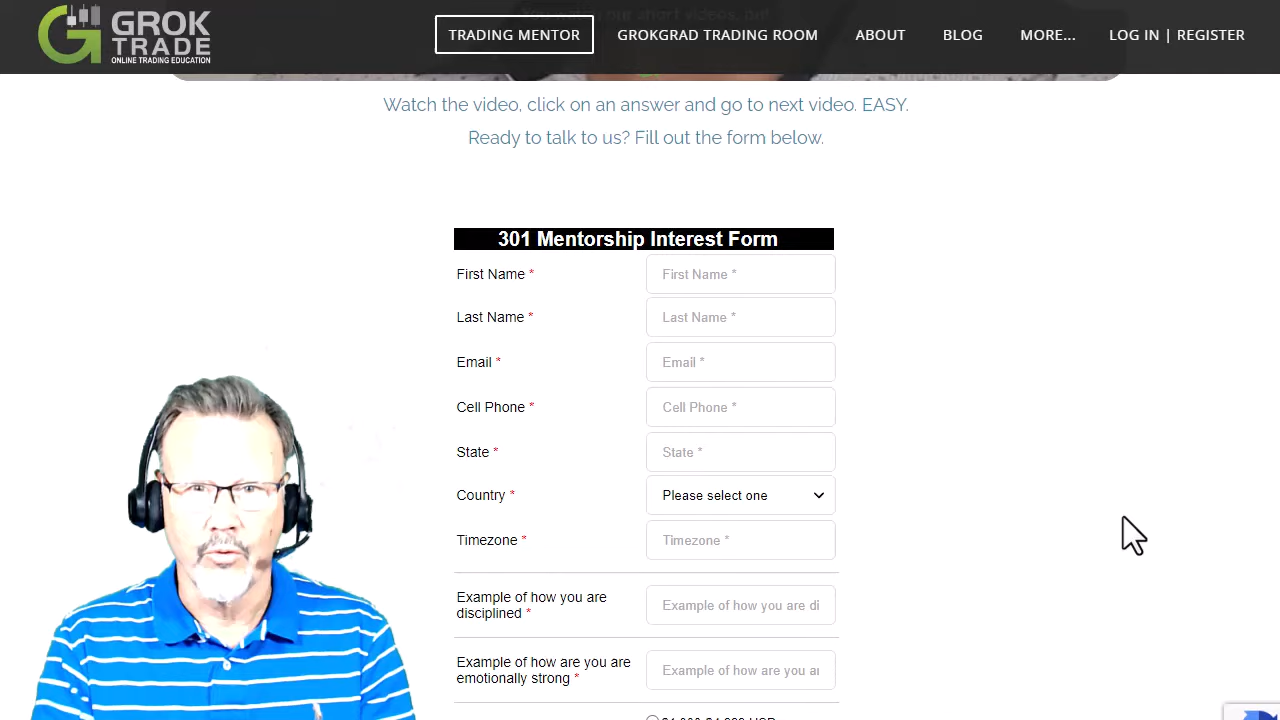 GROK
TRADE
ONLINE TRADING EDUCATION
TRADING MENTOR
GROKGRAD TRADING ROOM
ABOUT
BLOG
MORE...
LOG IN | REGISTER
Watch the video, click on an answer and go to next video. EASY.
Ready to talk to us? Fill out the form below.
301 Mentorship Interest Form
First Name * First Name *
Last Name * Last Name *
Email * Email *
Cell Phone * Cell Phone *
State * State *
Country * Please select one
Timezone * Timezone *
Example of how you are
disciplined *
Example of how you are di
Example of how are you are
emotionally strong *
Example of how are you ar